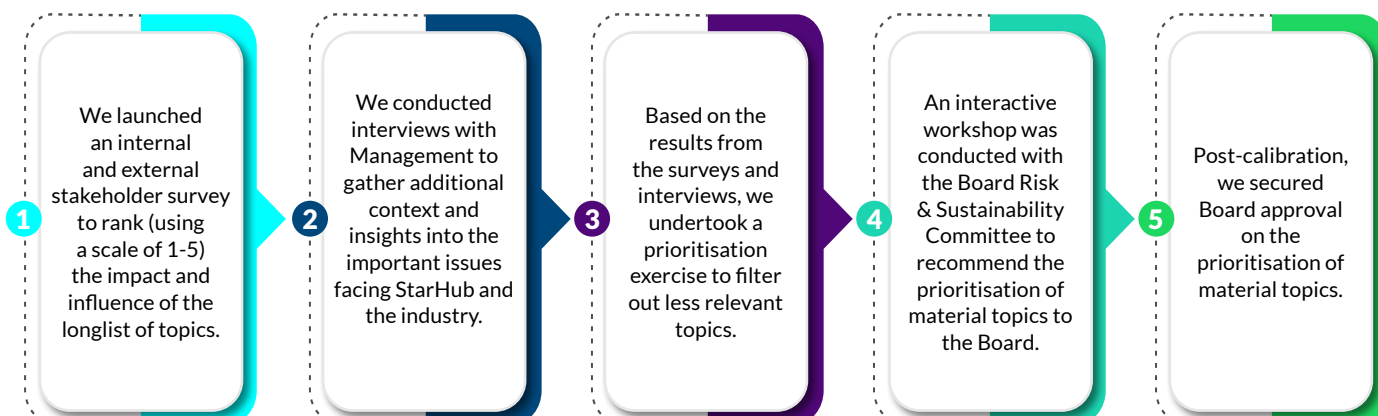 1
We launched
an internal
and external
stakeholder survey
to rank (using
a scale of 1-5)
the impact and
influence of the
longlist of topics.
2
We conducted
interviews with
Management to
gather additional
context and
insights into the
important issues
facing StarHub and
the industry.
3
Based on the
results from
the surveys and
interviews, we
undertook a
prioritisation
exercise to filter
out less relevant
topics.
4
An interactive
workshop was
conducted with
the Board Risk
& Sustainability
Committee to
recommend the
prioritisation of
material topics to
the Board.
5
Post-calibration,
we secured
Board approval
on the
prioritisation of
material topics.